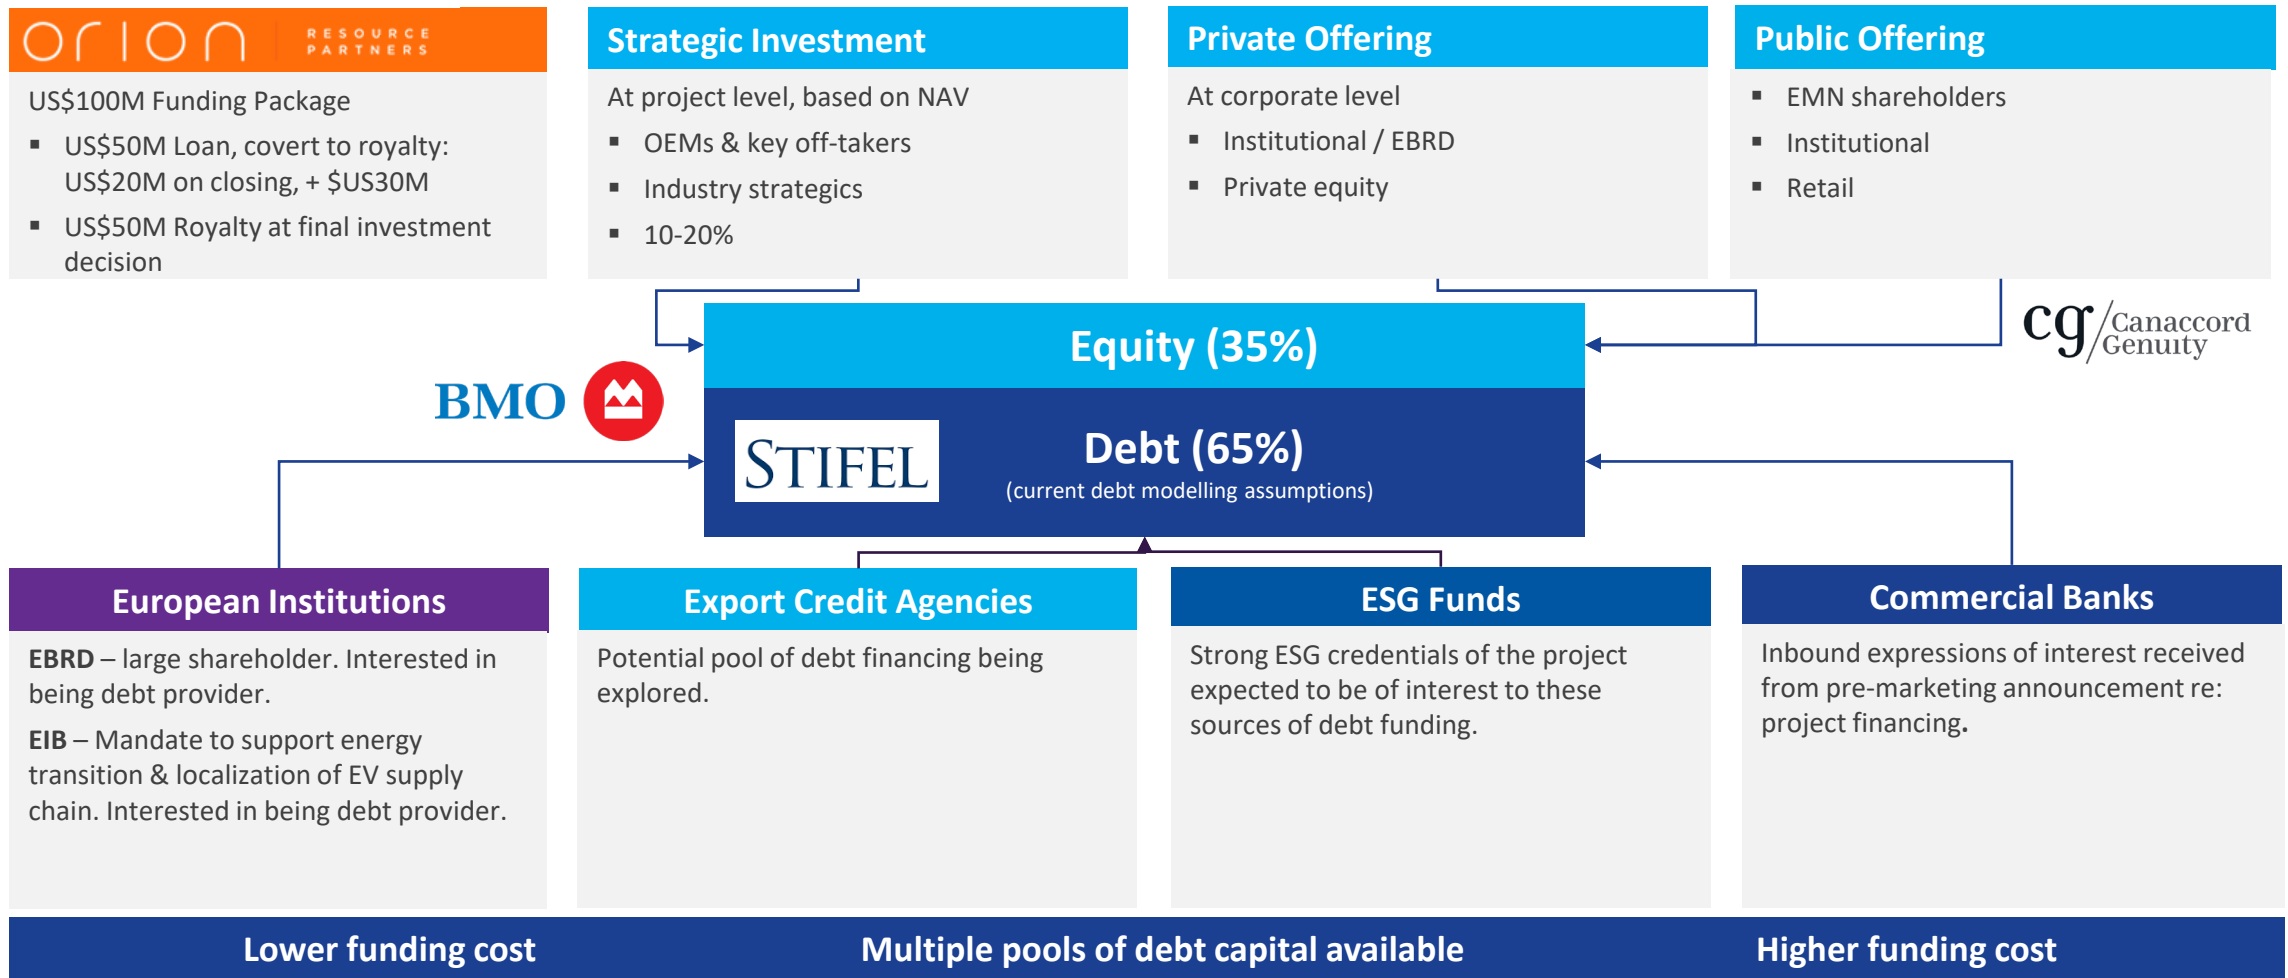 orion RESOURCE
PARTNERS
US$100M Funding Package
▪ US$50M Loan, covert to royalty:
US$20M on closing, + $US30M
▪ US$50M Royalty at final investment
decision
Strategic Investment
At project level, based on NAV
▪ OEMs & key off-takers
▪ Industry strategics
▪ 10-20%
Private Offering
At corporate level
▪ Institutional / EBRD
▪ Private equity
Public Offering
▪ EMN shareholders
▪ Institutional
▪ Retail
Equity (35%)
cg/Canaccord
Genuity
BMO
STIFEL
Debt (65%)
(current debt modelling assumptions)
European Institutions
EBRD – large shareholder. Interested in
being debt provider.
EIB – Mandate to support energy
transition & localization of EV supply
chain. Interested in being debt provider.
Export Credit Agencies
Potential pool of debt financing being
explored.
ESG Funds
Strong ESG credentials of the project
expected to be of interest to these
sources of debt funding.
Commercial Banks
Inbound expressions of interest received
from pre-marketing announcement re:
project financing.
Lower funding cost
Multiple pools of debt capital available
Higher funding cost